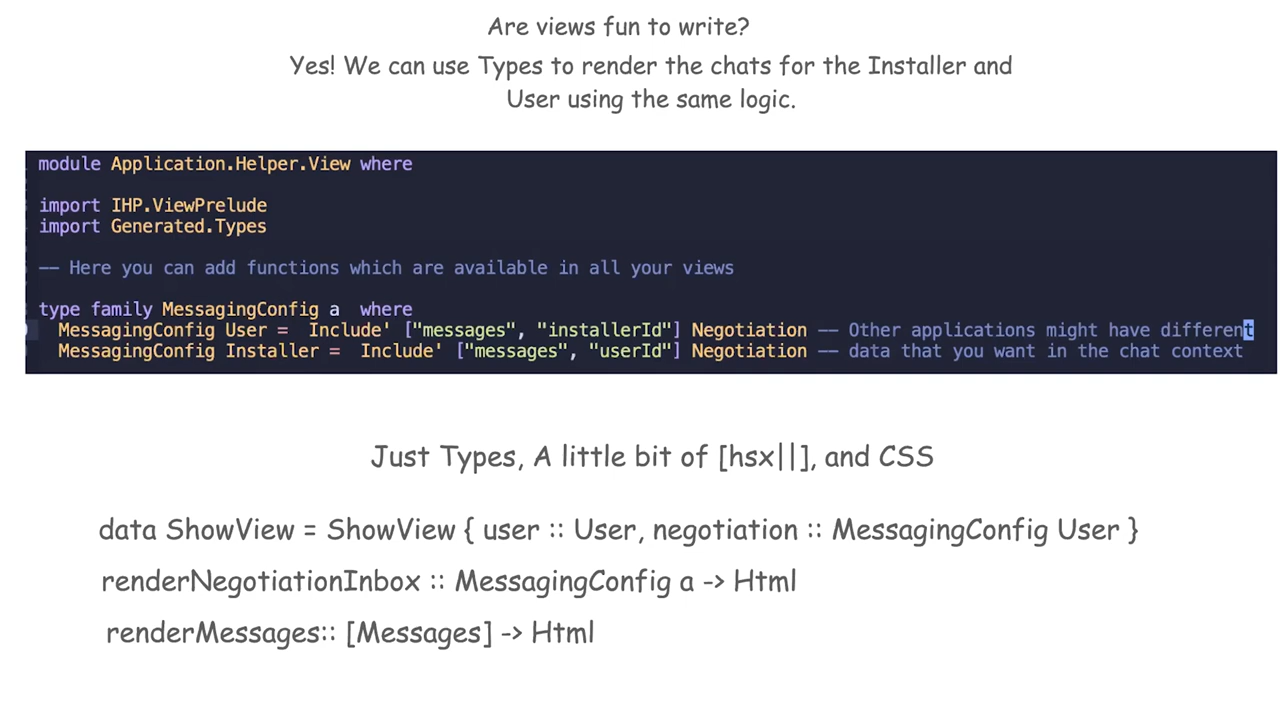 Are views fun to write?
Yes! We can use Types to render the chats for the Installer and
User using the same logic.
module Application.Helper.View where
import IHP.ViewPrelude
import Generated.Types
-- Here you can add functions which are available in all your views
type family MessagingConfig a  where
  MessagingConfig User =  Include' ["messages", "installerId"] Negotiation -- Other applications might have different
  MessagingConfig Installer =  Include' ["messages", "userId"] Negotiation -- data that you want in the chat context
Just Types, A little bit of [hsx||], and CSS
data ShowView = ShowView { user :: User, negotiation :: MessagingConfig User }
renderNegotiationInbox :: MessagingConfig a -> Html
renderMessages:: [Messages] -> Html